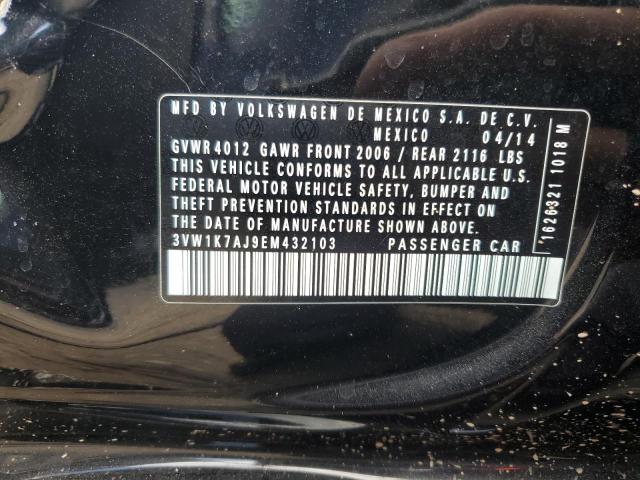 MFD BY VOLKSWAGEN DE MEXICO S.A. DE C.V.
MEXICO 04/14
GVWR 4012 GAWR FRONT 2006 / REAR 2116 LBS
THIS VEHICLE CONFORMS TO ALL APPLICABLE U.S.
FEDERAL MOTOR VEHICLE SAFETY, BUMPER AND
THEFT PREVENTION STANDARDS IN EFFECT ON
THE DATE OF MANUFACTURE SHOWN ABOVE.
3VW1K7AJ9EM432103 PASSENGER CAR
1626321 1018 M